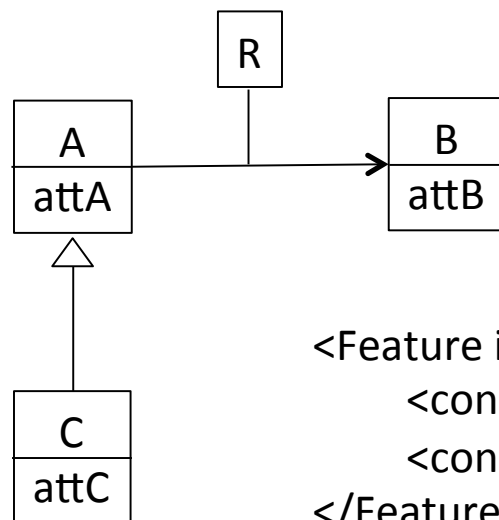 R
A
attA
B
attB
C
attC
<Feature
<con
<con
</Feature